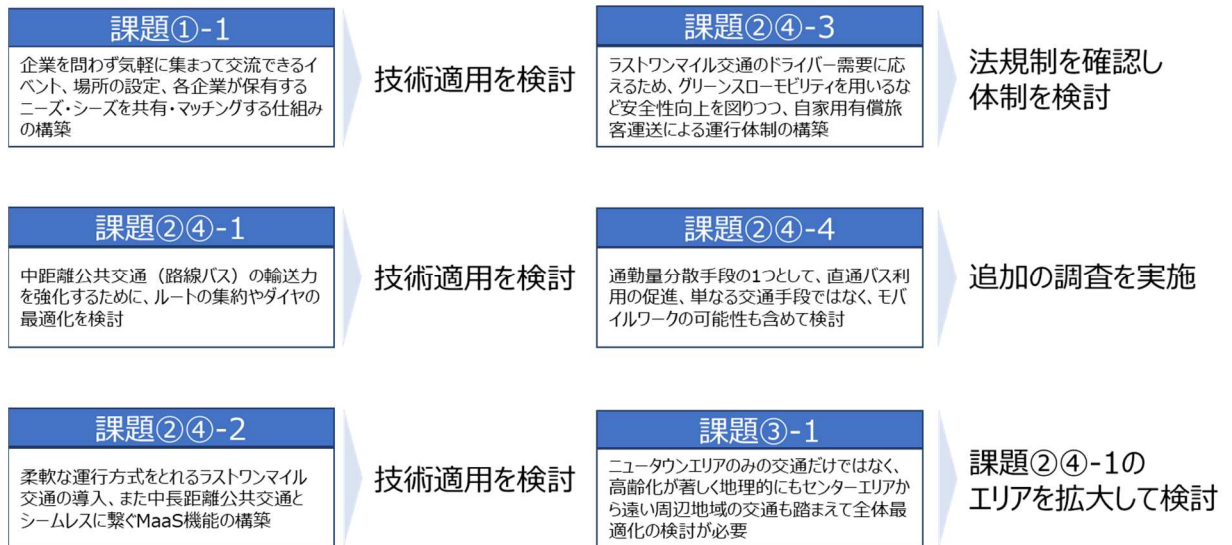 課題①-1
企業を問わず気軽に集まって交流できるイ
ベント、場所の設定、各企業が保有する
ニーズ・シーズを共有・マッチングする仕組み
の構築
技術適用を検討
課題②④-1
中距離公共交通（路線バス）の輸送力
を強化するために、ルートの集約やダイヤの
最適化を検討
技術適用を検討
課題②④-2
柔軟な運行方式をとれるラストワンマイル
交通の導入、また中長距離公共交通と
シームレスに繋ぐMaaS機能の構築
技術適用を検討
課題②④-3
ラストワンマイル交通のドライバー需要に応
えるため、グリーンスローモビリティを用いるな
ど安全性向上を図りつつ、自家用有償旅
客運送による運行体制の構築
法規制を確認し
体制を検討
課題②④-4
通勤量分散手段の1つとして、直通バス利
用の促進、単なる交通手段ではなく、モバ
イルワークの可能性も含めて検討
追加の調査を実施
課題③-1
ニュータウンエリアのみの交通だけではなく、
高齢化が著しく地理的にもセンターエリアか
ら遠い周辺地域の交通も踏まえて全体最
適化の検討が必要
課題②④-1の
エリアを拡大して検討